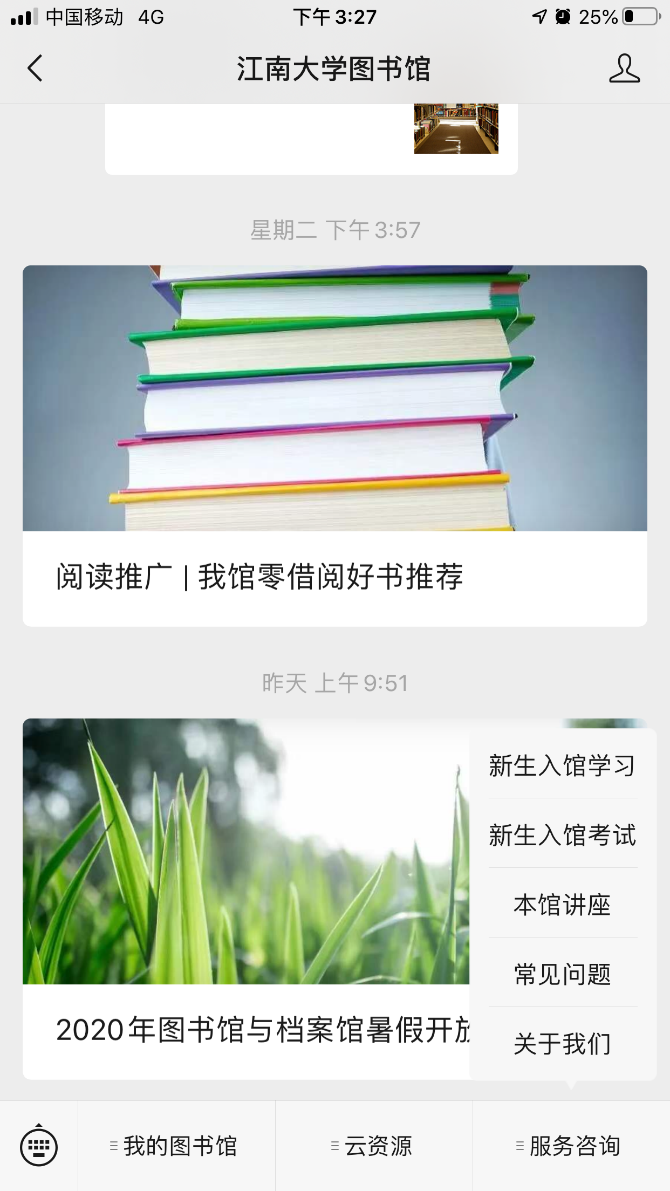 中国移动 4G 下午3:27 25%
江南大学图书馆
星期二 下午3:57
阅读推广 | 我馆零借阅好书推荐
昨天 上午9:51
新生入馆学习
新生入馆考试
本馆讲座
常见问题
关于我们
2020年图书馆与档案馆暑假开放
我的图书馆
云资源
服务咨询